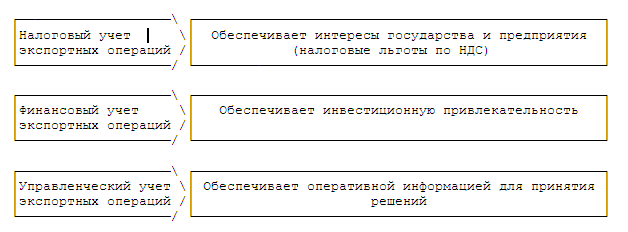 Налоговый учет
экспортных операций
Обеспечивает интересы государства и предприятия
(налоговые льготы по НДС)
Финансовый учет
экспортных операций
Обеспечивает инвестиционную привлекательность
Управленческий учет
экспортных операций
Обеспечивает оперативной информацией для принятия
решений